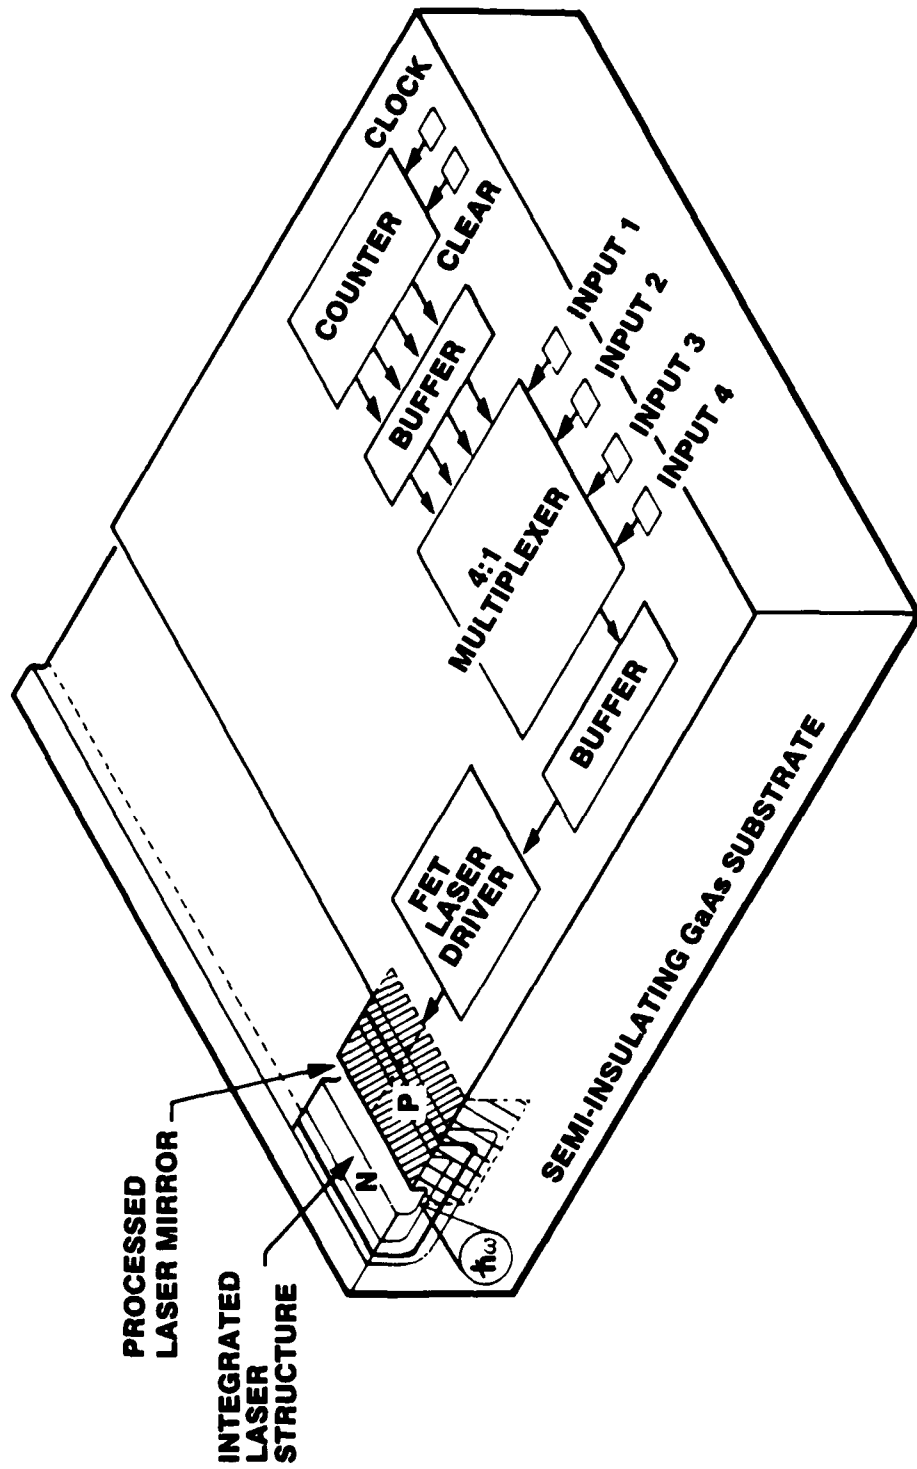 PROCESSED
LASER MIRROR
INTEGRATED
LASER
STRUCTURE
N
P
ħω
FET
LASER
DRIVER
BUFFER
4:1
MULTIPLEXER
BUFFER
COUNTER
CLOCK
CLEAR
INPUT 1
INPUT 2
INPUT 3
INPUT 4
SEMI-INSULATING GaAs SUBSTRATE